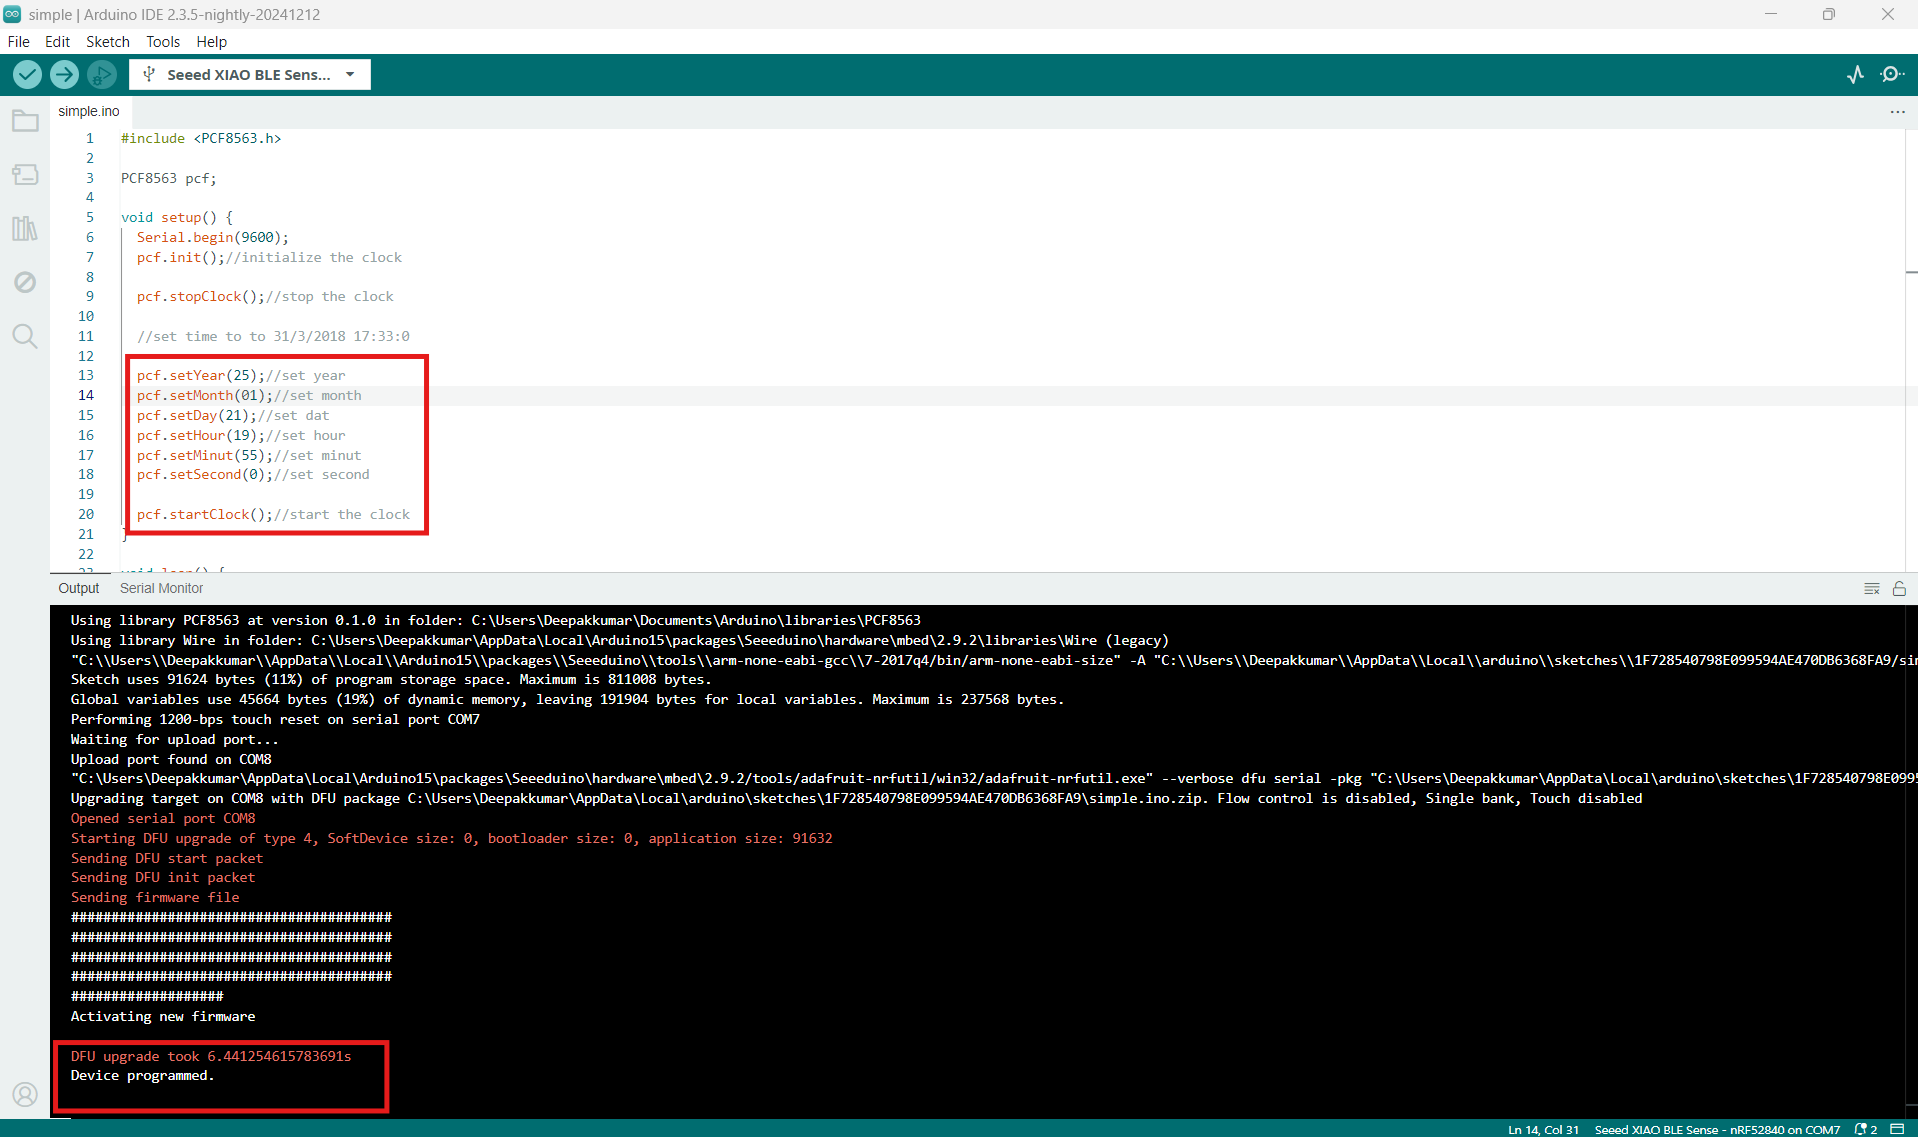 simple | Arduino IDE 2.3.5-nightly-20241212
File Edit Sketch Tools Help
Seeed XIAO BLE Sens...
simple.ino
1 #include <PCF8563.h>
2
3 PCF8563 pcf;
4
5 void setup() {
6 Serial.begin(9600);
7 pcf.init();//initialize the clock
8
9 pcf.stopClock();//stop the clock
10
11 //set time to to 31/3/2018 17:33:0
12
13 pcf.setYear(25);//set year
14 pcf.setMonth(01);//set month
15 pcf.setDay(21);//set dat
16 pcf.setHour(19);//set hour
17 pcf.setMinut(55);//set minut
18 pcf.setSecond(0);//set second
19
20 pcf.startClock();//start the clock
21 }
22
23 void loop() {
Output Serial Monitor
Using library PCF8563 at version 0.1.0 in folder: C:\Users\Deepakkumar\Documents\Arduino\libraries\PCF8563
Using library Wire in folder: C:\Users\Deepakkumar\AppData\Local\Arduino15\packages\Seeeduino\hardware\mbed\2.9.2\libraries\Wire (legacy)
"C:\\Users\\Deepakkumar\\AppData\\Local\\Arduino15\\packages\\Seeeduino\\tools\\arm-none-eabi-gcc\\7-2017q4/bin/arm-none-eabi-size" -A "C:\\Users\\Deepakkumar\\AppData\\Local\\arduino\\sketches\\1F728540798E099594AE470DB6368FA9/sin
Sketch uses 91624 bytes (11%) of program storage space. Maximum is 811008 bytes.
Global variables use 45664 bytes (19%) of dynamic memory, leaving 191904 bytes for local variables. Maximum is 237568 bytes.
Performing 1200-bps touch reset on serial port COM7
Waiting for upload port...
Upload port found on COM8
"C:\Users\Deepakkumar\AppData\Local\Arduino15\packages\Seeeduino\hardware\mbed\2.9.2/tools/adafruit-nrfutil/win32/adafruit-nrfutil.exe" --verbose dfu serial -pkg "C:\Users\Deepakkumar\AppData\Local\arduino\sketches\1F728540798E0995
Upgrading target on COM8 with DFU package C:\Users\Deepakkumar\AppData\Local\arduino\sketches\1F728540798E099594AE470DB6368FA9\simple.ino.zip. Flow control is disabled, Single bank, Touch disabled
Opened serial port COM8
Starting DFU upgrade of type 4, SoftDevice size: 0, bootloader size: 0, application size: 91632
Sending DFU start packet
Sending DFU init packet
Sending firmware file
########################################
########################################
########################################
########################################
###################
Activating new firmware
DFU upgrade took 6.441254615783691s
Device programmed.
Ln 14, Col 31 Seeed XIAO BLE Sense - nRF52840 on COM7 2